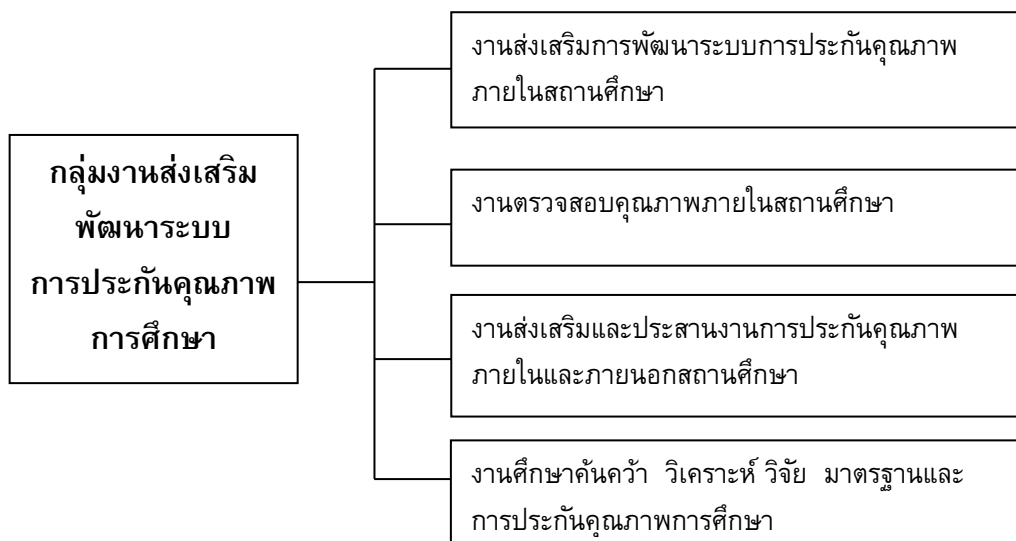 กลุ่มงานส่งเสริม
พัฒนาระบบ
การประกันคุณภาพ
การศึกษา
งานส่งเสริมการพัฒนาระบบการประกันคุณภาพ
ภายในสถานศึกษา
งานตรวจสอบคุณภาพภายในสถานศึกษา
งานส่งเสริมและประสานงานการประกันคุณภาพ
ภายในและภายนอกสถานศึกษา
งานศึกษาค้นคว้า วิเคราะห์ วิจัย มาตรฐานและ
การประกันคุณภาพการศึกษา